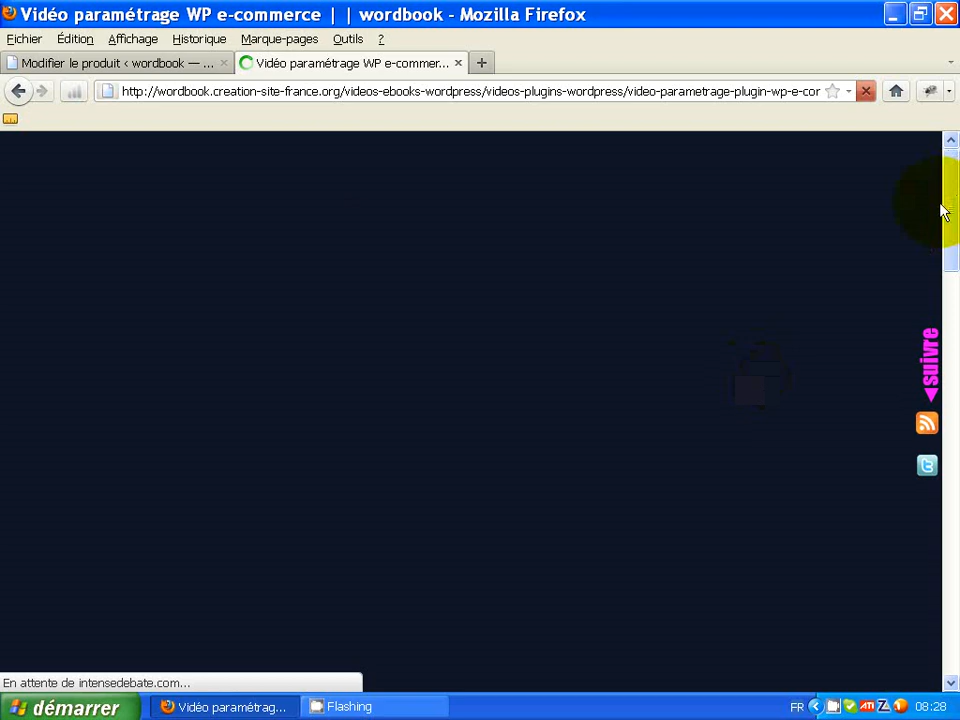 Vidéo paramétrage WP e-commerce | | wordbook - Mozilla Firefox
Fichier Édition Affichage Historique Marque-pages Outils ?
Modifier le produit ‹ wordbook — ... Vidéo paramétrage WP e-commer...
http://wordbook.creation-site-france.org/videos-ebooks-wordpress/videos-plugins-wordpress/video-parametrage-plugin-wp-e-cor
suivre
En attente de intensedebate.com...
démarrer Vidéo paramétrag... Flashing FR ATI Z 08:28